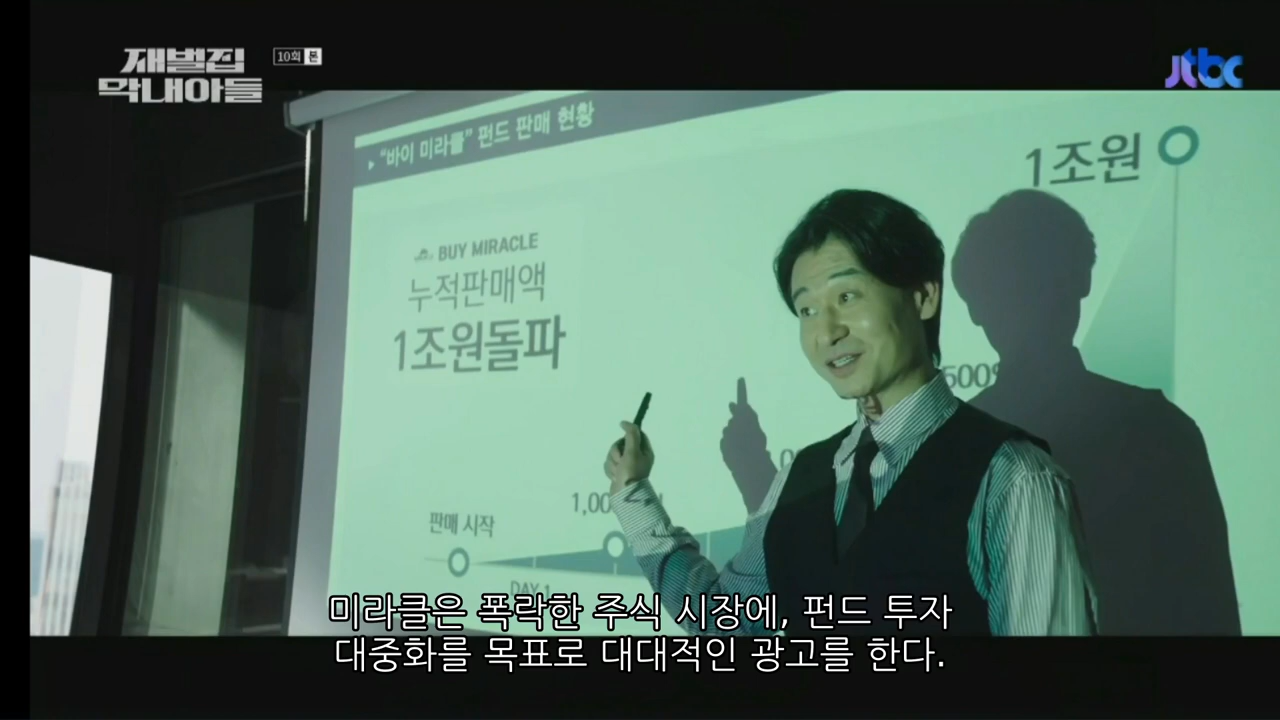 재벌집
막내아들
10회 본
jtbc
▸ "바이 미라클" 펀드 판매 현황
1조원
BUY MIRACLE
누적판매액
1조원돌파
판매 시작
DAY 1
미라클은 폭락한 주식 시장에, 펀드 투자
대중화를 목표로 대대적인 광고를 한다.